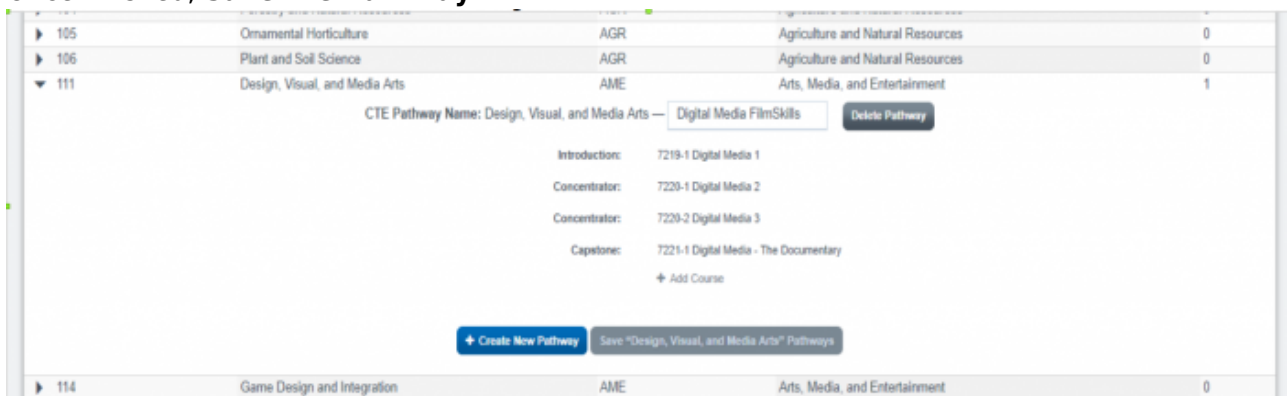 105 Ornamental Horticulture AGR Agriculture and Natural Resources 0
106 Plant and Soil Science AGR Agriculture and Natural Resources 0
111 Design, Visual, and Media Arts AME Arts, Media, and Entertainment 1
CTE Pathway Name: Design, Visual, and Media Arts — Digital Media FilmSkills Delete Pathway
Introduction: 7219-1 Digital Media 1
Concentrator: 7220-1 Digital Media 2
Concentrator: 7220-2 Digital Media 3
Capstone: 7221-1 Digital Media - The Documentary
+ Add Course
+ Create New Pathway Save "Design, Visual, and Media Arts" Pathways
114 Game Design and Integration AME Arts, Media, and Entertainment 0